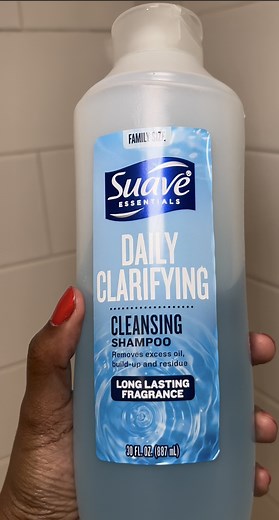 FAMILY SIZE
Suave®
ESSENTIALS
DAILY
CLARIFYING
CLEANSING
SHAMPOO
Removes excess oil,
build-up and residue
LONG LASTING
FRAGRANCE
30 FL. OZ. (887 mL)